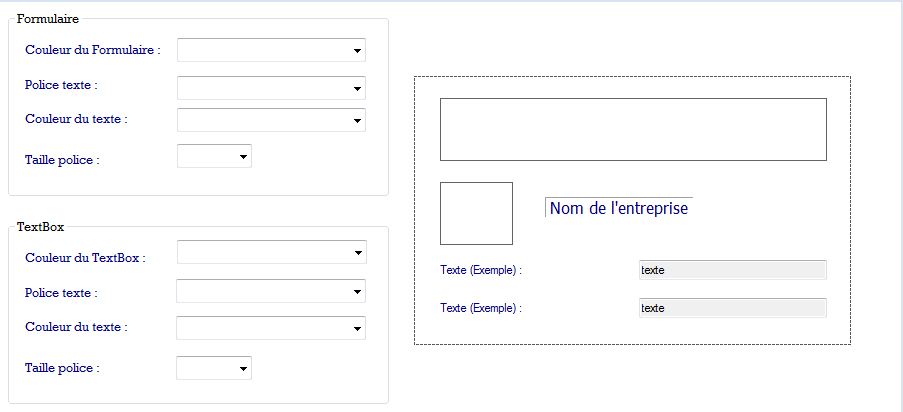 Formulaire
Couleur du Formulaire :
Police texte :
Couleur du texte :
Taille police :
TextBox
Couleur du TextBox :
Police texte :
Couleur du texte :
Taille police :
Nom de l'entreprise
Texte (Exemple) : texte
Texte (Exemple) : texte